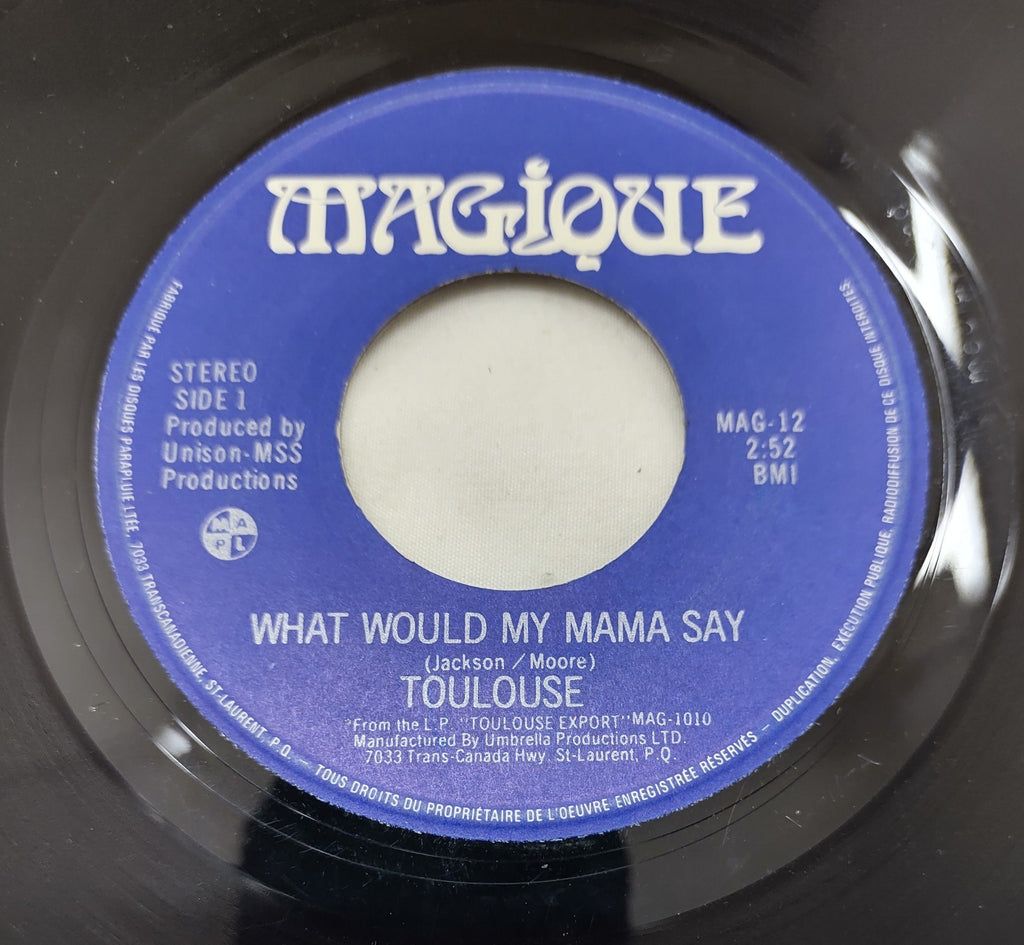 MAGIQUE
STEREO
SIDE 1
Produced by
Unison-MSS
Productions
MAPL
MAG-12
2:52
BMI
WHAT WOULD MY MAMA SAY
(Jackson / Moore)
TOULOUSE
From the L.P. "TOULOUSE EXPORT" MAG-1010
Manufactured By Umbrella Productions LTD.
7033 Trans-Canada Hwy. St-Laurent, P.Q.
FABRIQUÉ PAR LES DISQUES PARAPLUIE LTÉE, 7033 TRANSCANADIENNE, ST-LAURENT, P.Q. – TOUS DROITS DU PROPRIÉTAIRE DE L'OEUVRE ENREGISTRÉE RÉSERVÉS – DUPLICATION, EXÉCUTION PUBLIQUE, RADIODIFFUSION DE CE DISQUE INTERDITES